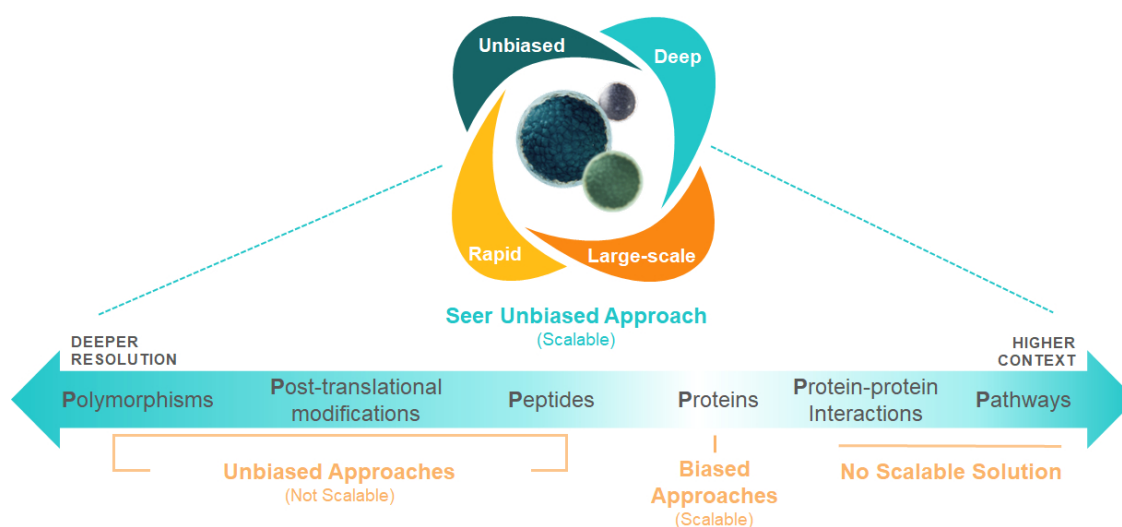 Unbiased
Deep
Rapid
Large-scale
Seer Unbiased Approach
(Scalable)
DEEPER
RESOLUTION
HIGHER
CONTEXT
Polymorphisms
Post-translational
modifications
Peptides
Proteins
Protein-protein
Interactions
Pathways
Unbiased Approaches
(Not Scalable)
Biased
Approaches
(Scalable)
No Scalable Solution